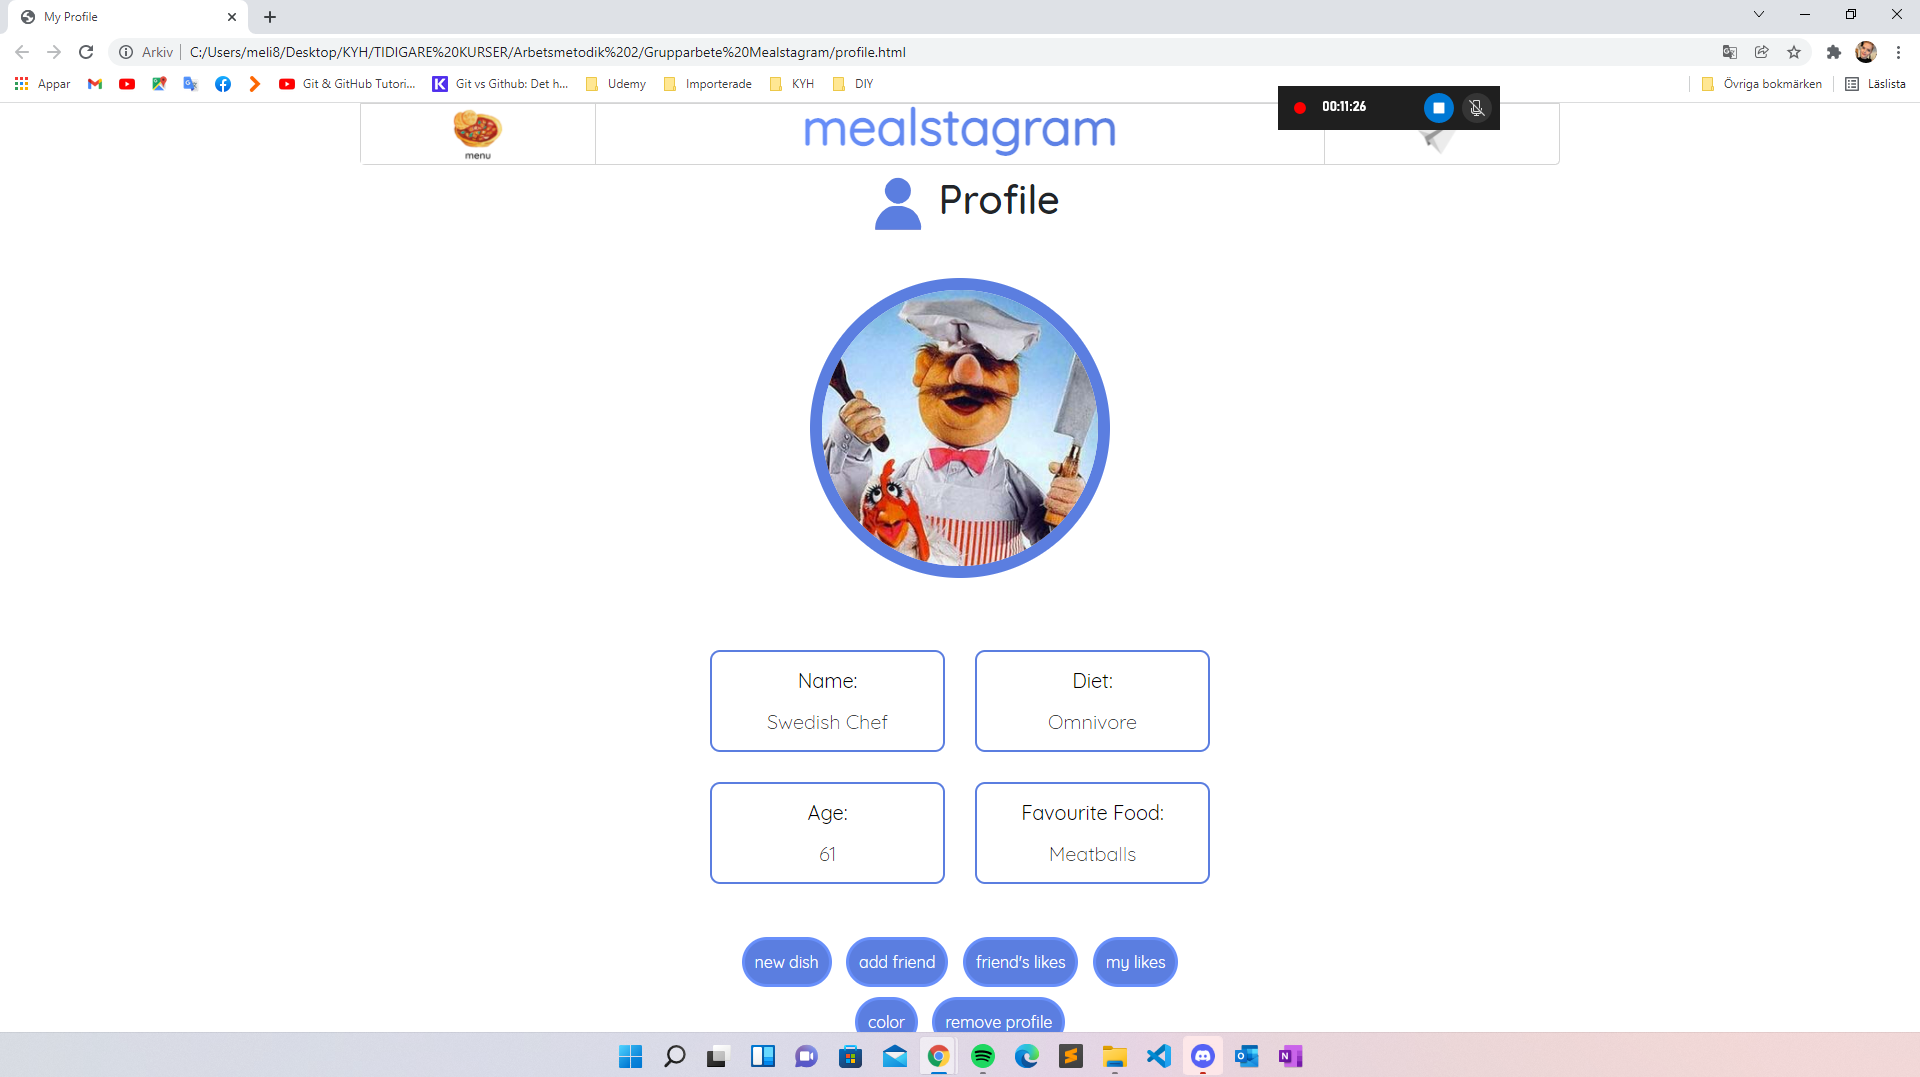 My Profile
Arkiv
C:/Users/meli8/Desktop/KYH/TIDIGARE%20KURSER/Arbetsmetodik%202/Grupparbete%20Mealstagram/profile.html
Appar
Git & GitHub Tutori...
K
Git vs Github: Det h...
Udemy
Importerade
KYH
DIY
Övriga bokmärken
Läslista
00:11:26
menu
mealstagram
Profile
Name:
Swedish Chef
Diet:
Omnivore
Age:
61
Favourite Food:
Meatballs
new dish
add friend
friend's likes
my likes
color
remove profile